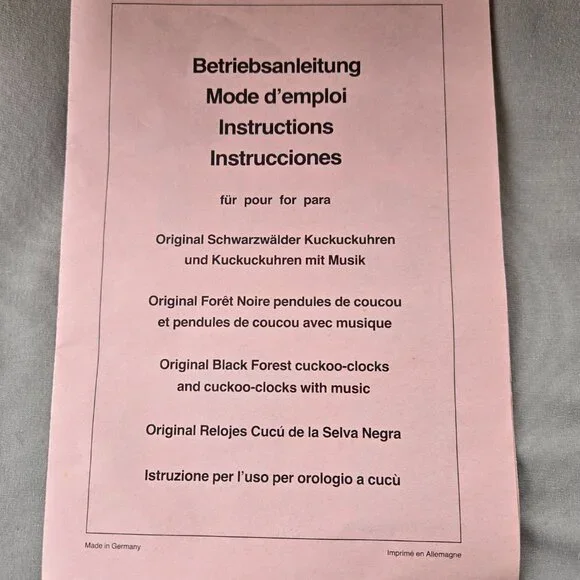 Betriebsanleitung
Mode d'emploi
Instructions
Instrucciones
für pour for para
Original Schwarzwälder Kuckuckuhren
und Kuckuckuhren mit Musik
Original Forêt Noire pendules de coucou
et pendules de coucou avec musique
Original Black Forest cuckoo-clocks
and cuckoo-clocks with music
Original Relojes Cucú de la Selva Negra
Istruzione per l'uso per orologio a cucù
Made in Germany
Imprimé en Allemagne